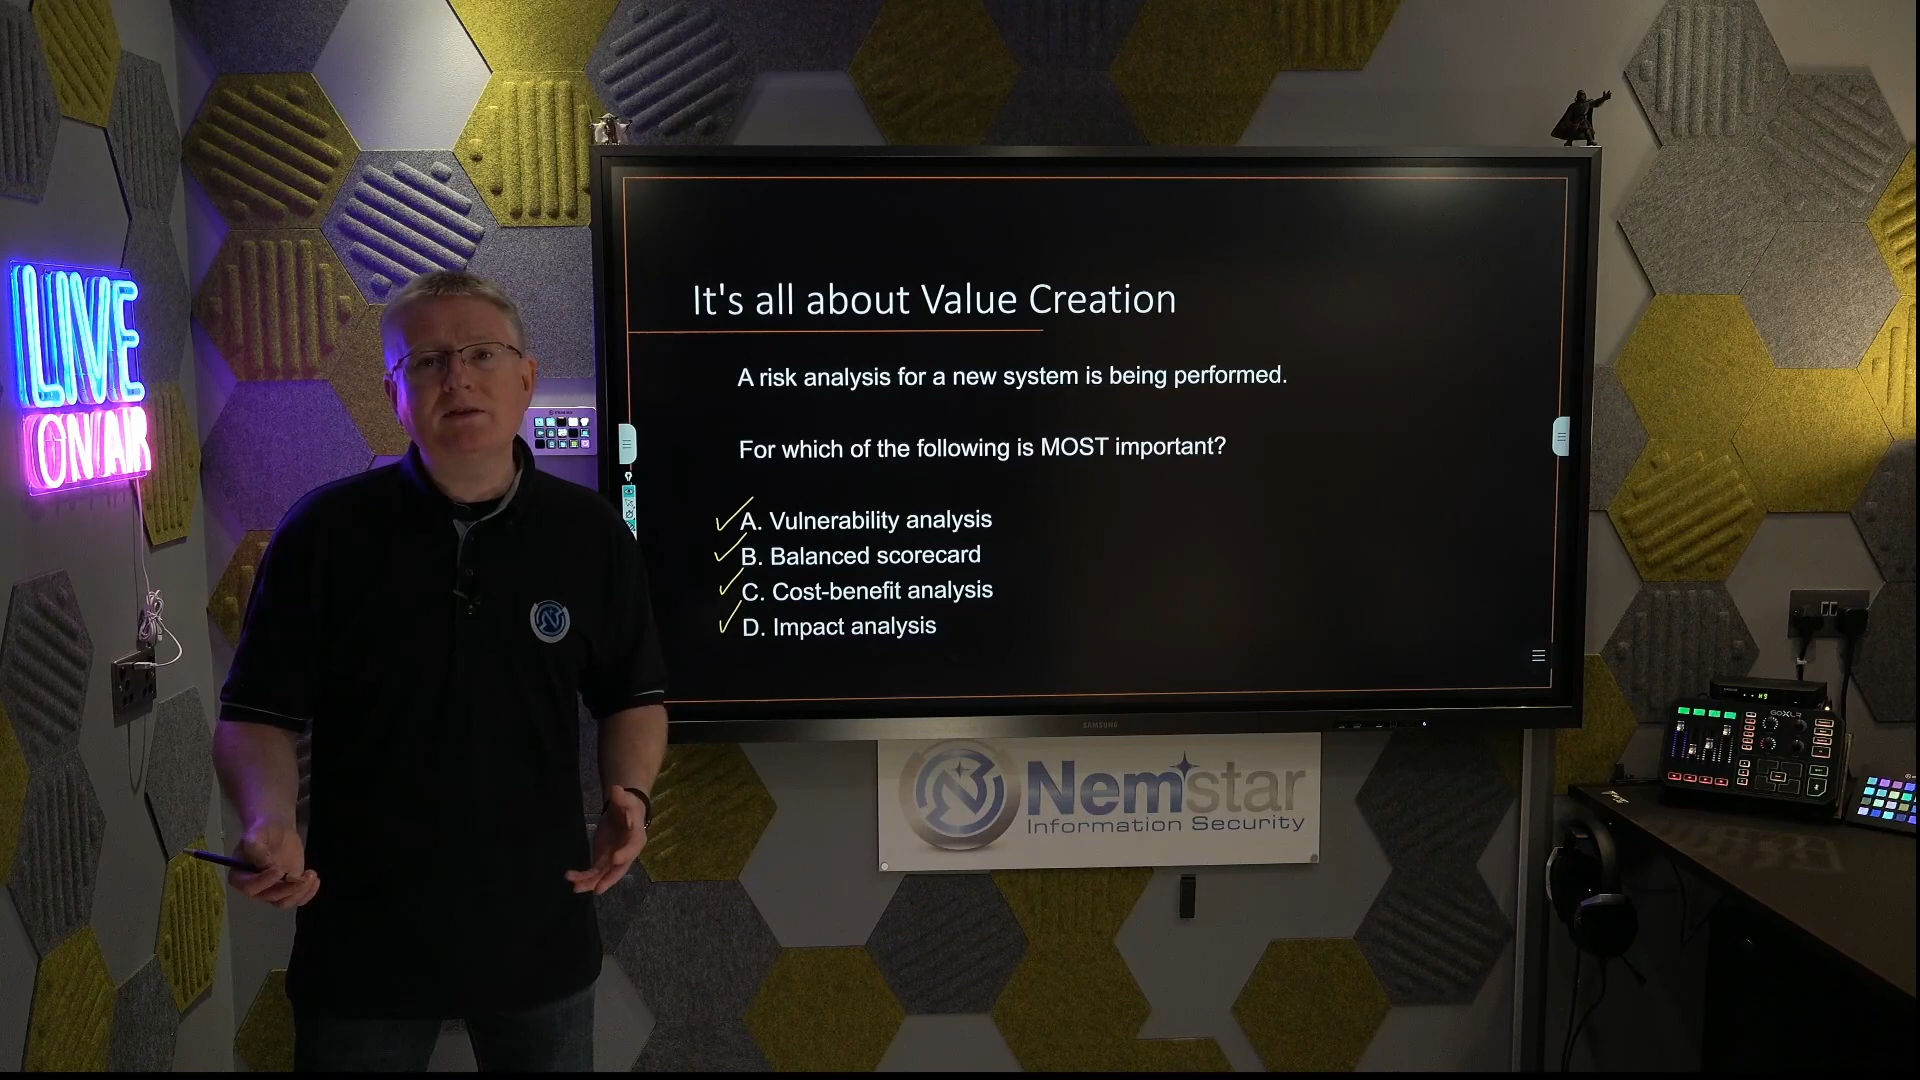 LIVE
ON/AIR
It's all about Value Creation
A risk analysis for a new system is being performed.
For which of the following is MOST important?
A. Vulnerability analysis
B. Balanced scorecard
C. Cost-benefit analysis
D. Impact analysis
SAMSUNG
Nemstar
Information Security
GOXLR